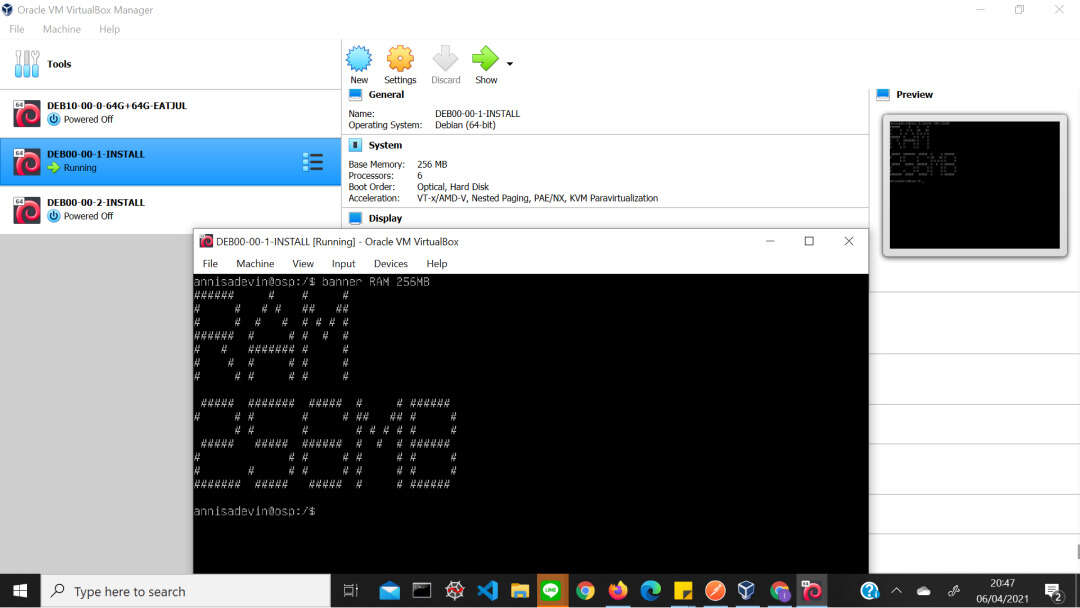 Oracle VM VirtualBox Manager
File Machine Help
Tools
DEB10-00-0-64G+64G-EATJUL
Powered Off
DEB00-00-1-INSTALL
Running
DEB00-00-2-INSTALL
Powered Off
New Settings Discard Show
General
Name: DEB00-00-1-INSTALL
Operating System: Debian (64-bit)
System
Base Memory: 256 MB
Processors: 6
Boot Order: Optical, Hard Disk
Acceleration: VT-x/AMD-V, Nested Paging, PAE/NX, KVM Paravirtualization
Display
Preview
DEB00-00-1-INSTALL [Running] - Oracle VM VirtualBox
File Machine View Input Devices Help
annisadevin@osp:/$ banner RAM 256MB
RAM
256MB
annisadevin@osp:/$
Type here to search
LINE
20:47
06/04/2021
2